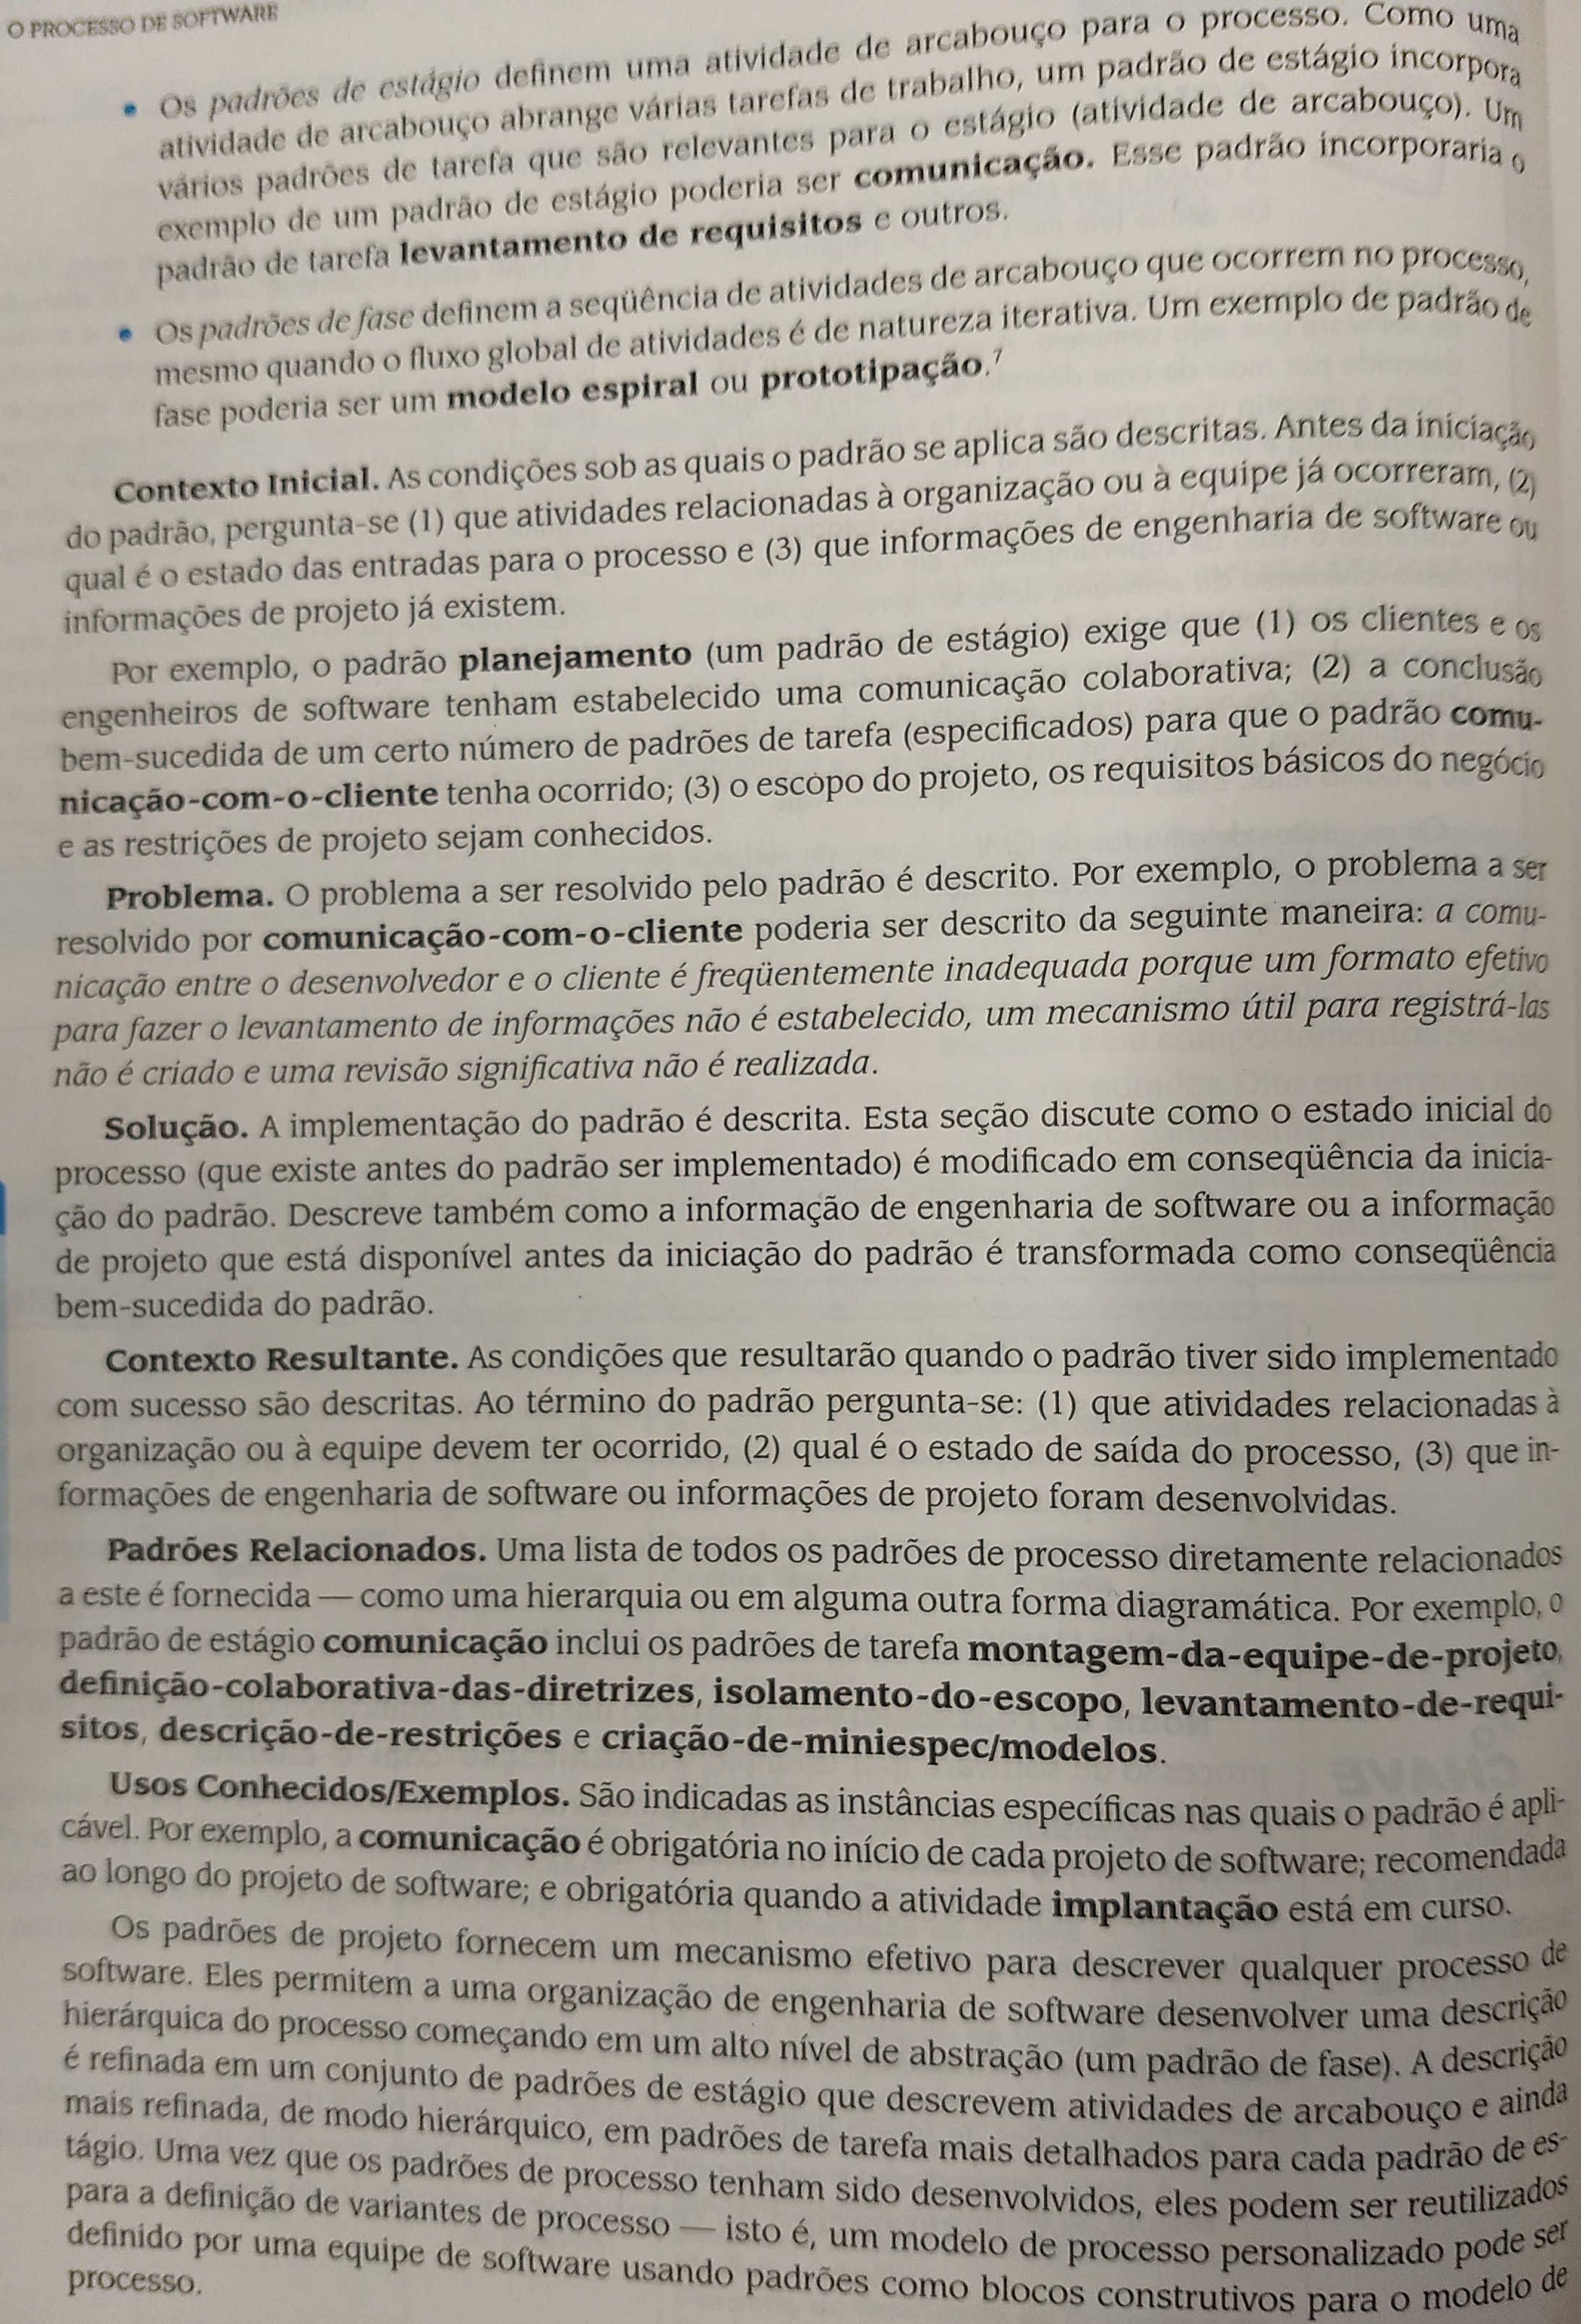 O PROCESSO DE SOFTWARE
• Os padrões de estágio definem uma atividade de arcabouço para o processo. Como uma
atividade de arcabouço abrange várias tarefas de trabalho, um padrão de estágio incorpora
vários padrões de tarefa que são relevantes para o estágio (atividade de arcabouço). Um
exemplo de um padrão de estágio poderia ser comunicação. Esse padrão incorporaria o
padrão de tarefa levantamento de requisitos e outros.
• Os padrões de fase definem a seqüência de atividades de arcabouço que ocorrem no processo,
mesmo quando o fluxo global de atividades é de natureza iterativa. Um exemplo de padrão de
fase poderia ser um modelo espiral ou prototipação.7
Contexto Inicial. As condições sob as quais o padrão se aplica são descritas. Antes da iniciação
do padrão, pergunta-se (1) que atividades relacionadas à organização ou à equipe já ocorreram, (2)
qual é o estado das entradas para o processo e (3) que informações de engenharia de software ou
informações de projeto já existem.
Por exemplo, o padrão planejamento (um padrão de estágio) exige que (1) os clientes e os
engenheiros de software tenham estabelecido uma comunicação colaborativa; (2) a conclusão
bem-sucedida de um certo número de padrões de tarefa (especificados) para que o padrão comu-
nicação-com-o-cliente tenha ocorrido; (3) o escopo do projeto, os requisitos básicos do negócio
e as restrições de projeto sejam conhecidos.
Problema. O problema a ser resolvido pelo padrão é descrito. Por exemplo, o problema a ser
resolvido por comunicação-com-o-cliente poderia ser descrito da seguinte maneira: a comu-
nicação entre o desenvolvedor e o cliente é freqüentemente inadequada porque um formato efetivo
para fazer o levantamento de informações não é estabelecido, um mecanismo útil para registrá-las
não é criado e uma revisão significativa não é realizada.
Solução. A implementação do padrão é descrita. Esta seção discute como o estado inicial do
processo (que existe antes do padrão ser implementado) é modificado em conseqüência da inicia-
ção do padrão. Descreve também como a informação de engenharia de software ou a informação
de projeto que está disponível antes da iniciação do padrão é transformada como conseqüência
bem-sucedida do padrão.
Contexto Resultante. As condições que resultarão quando o padrão tiver sido implementado
com sucesso são descritas. Ao término do padrão pergunta-se: (1) que atividades relacionadas à
organização ou à equipe devem ter ocorrido, (2) qual é o estado de saída do processo, (3) que in-
formações de engenharia de software ou informações de projeto foram desenvolvidas.
Padrões Relacionados. Uma lista de todos os padrões de processo diretamente relacionados
a este é fornecida — como uma hierarquia ou em alguma outra forma diagramática. Por exemplo, o
padrão de estágio comunicação inclui os padrões de tarefa montagem-da-equipe-de-projeto,
definição-colaborativa-das-diretrizes, isolamento-do-escopo, levantamento-de-requi-
sitos, descrição-de-restrições e criação-de-miniespec/modelos.
Usos Conhecidos/Exemplos. São indicadas as instâncias específicas nas quais o padrão é apli-
cável. Por exemplo, a comunicação é obrigatória no início de cada projeto de software; recomendada
ao longo do projeto de software; e obrigatória quando a atividade implantação está em curso.
Os padrões de projeto fornecem um mecanismo efetivo para descrever qualquer processo de
software. Eles permitem a uma organização de engenharia de software desenvolver uma descrição
hierárquica do processo começando em um alto nível de abstração (um padrão de fase). A descrição
é refinada em um conjunto de padrões de estágio que descrevem atividades de arcabouço e ainda
mais refinada, de modo hierárquico, em padrões de tarefa mais detalhados para cada padrão de es-
tágio. Uma vez que os padrões de processo tenham sido desenvolvidos, eles podem ser reutilizados
para a definição de variantes de processo — isto é, um modelo de processo personalizado pode ser
definido por uma equipe de software usando padrões como blocos construtivos para o modelo de
processo.